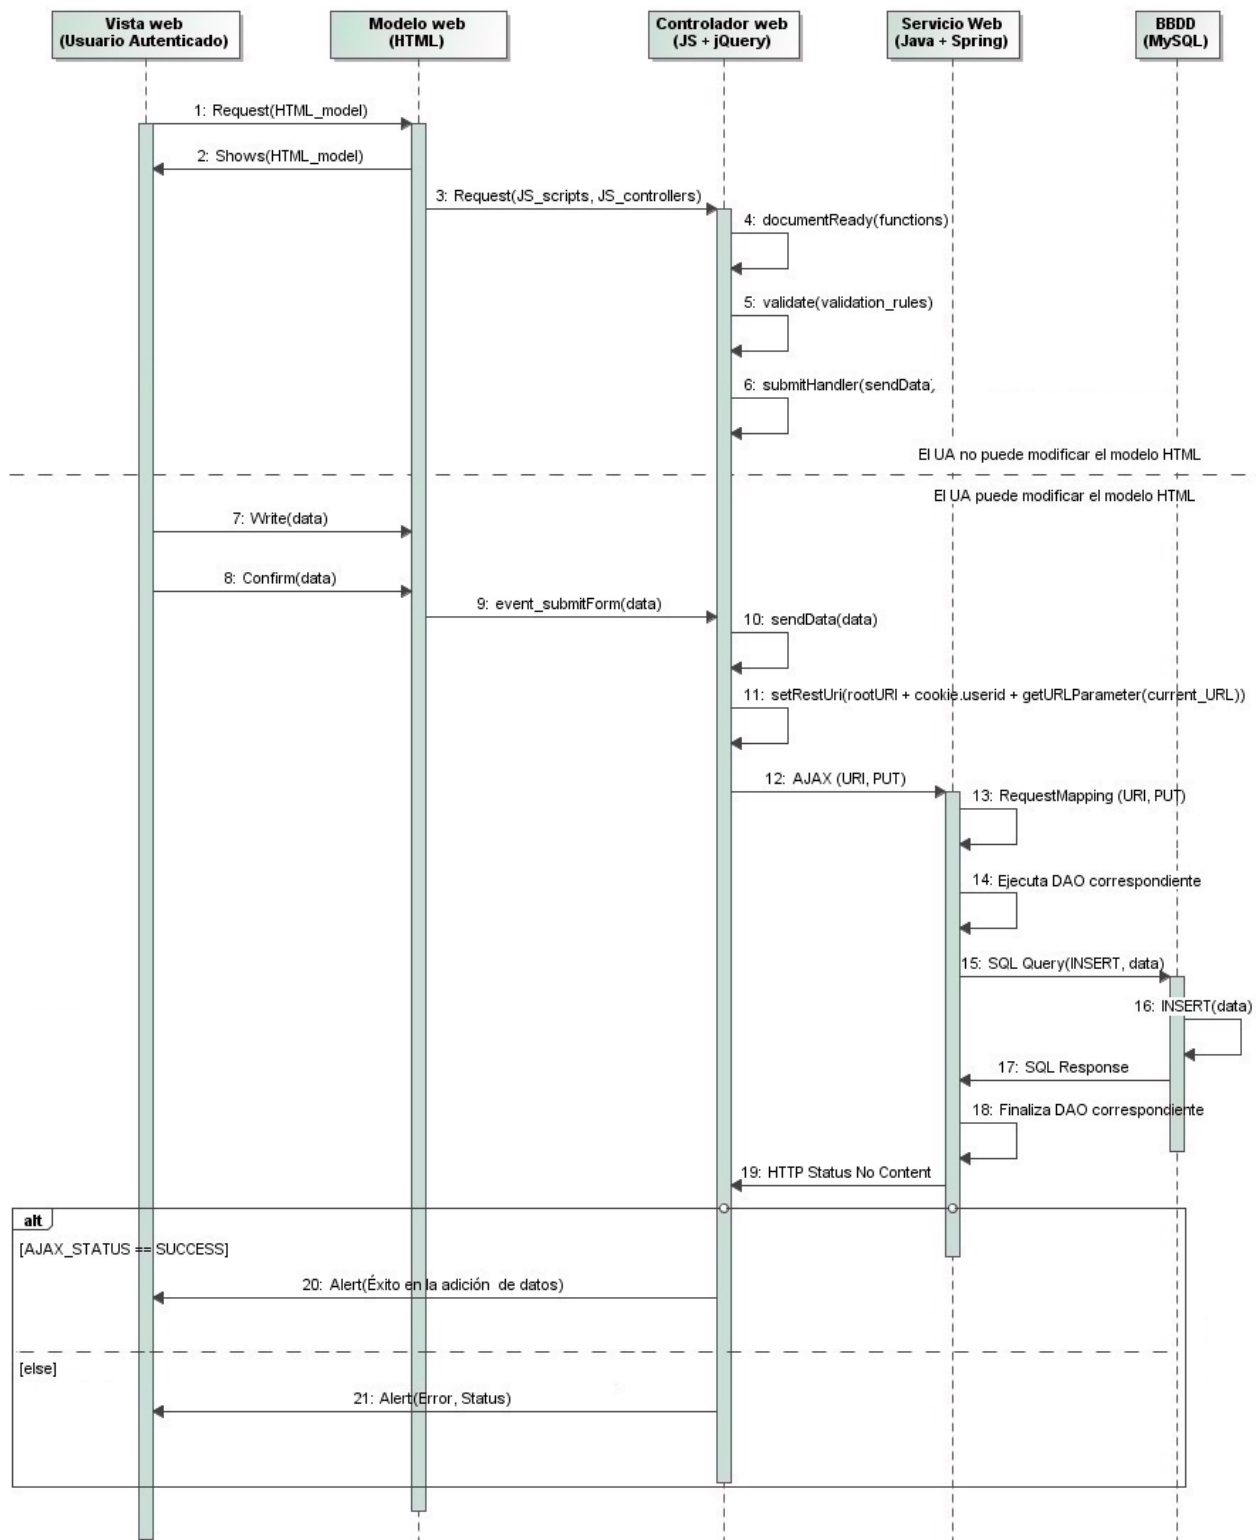 Vista web
(Usuario Autenticado)
Modelo web
(HTML)
Controlador web
(JS + jQuery)
Servicio Web
(Java + Spring)
BBDD
(MySQL)
1: Request(HTML_model)
2: Shows(HTML_model)
3: Request(JS_scripts, JS_controllers)
4: documentReady(functions)
5: validate(validation_rules)
6: submitHandler(sendData)
El UA no puede modificar el modelo HTML
El UA puede modificar el modelo HTML
7: Write(data)
8: Confirm(data)
9: event_submitForm(data)
10: sendData(data)
11: setRestUri(rootURI + cookie.userid + getURLParameter(current_URL))
12: AJAX (URI, PUT)
13: RequestMapping (URI, PUT)
14: Ejecuta DAO correspondiente
15: SQL Query(INSERT, data)
16: INSERT(data)
17: SQL Response
18: Finaliza DAO correspondiente
19: HTTP Status No Content
alt
[AJAX_STATUS == SUCCESS]
20: Alert(Éxito en la adición de datos)
[else]
21: Alert(Error, Status)